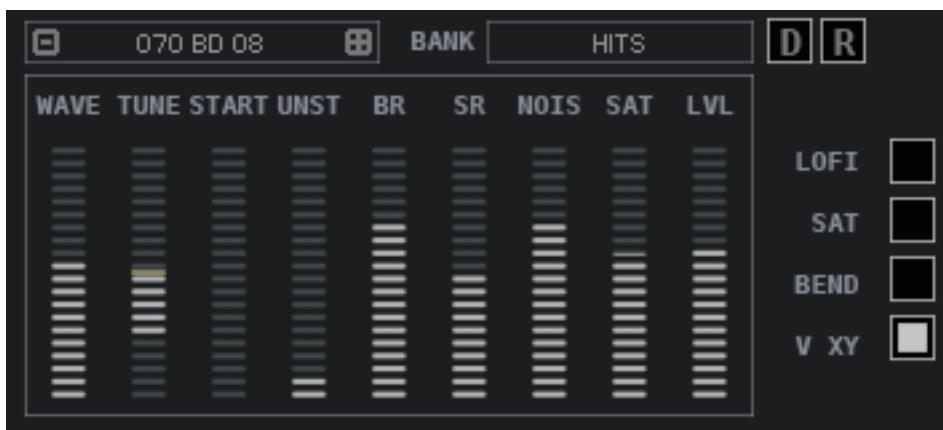 070 BD 08 BANK HITS D R
WAVE TUNE START UNST BR SR NOIS SAT LVL
LOFI
SAT
BEND
V XY